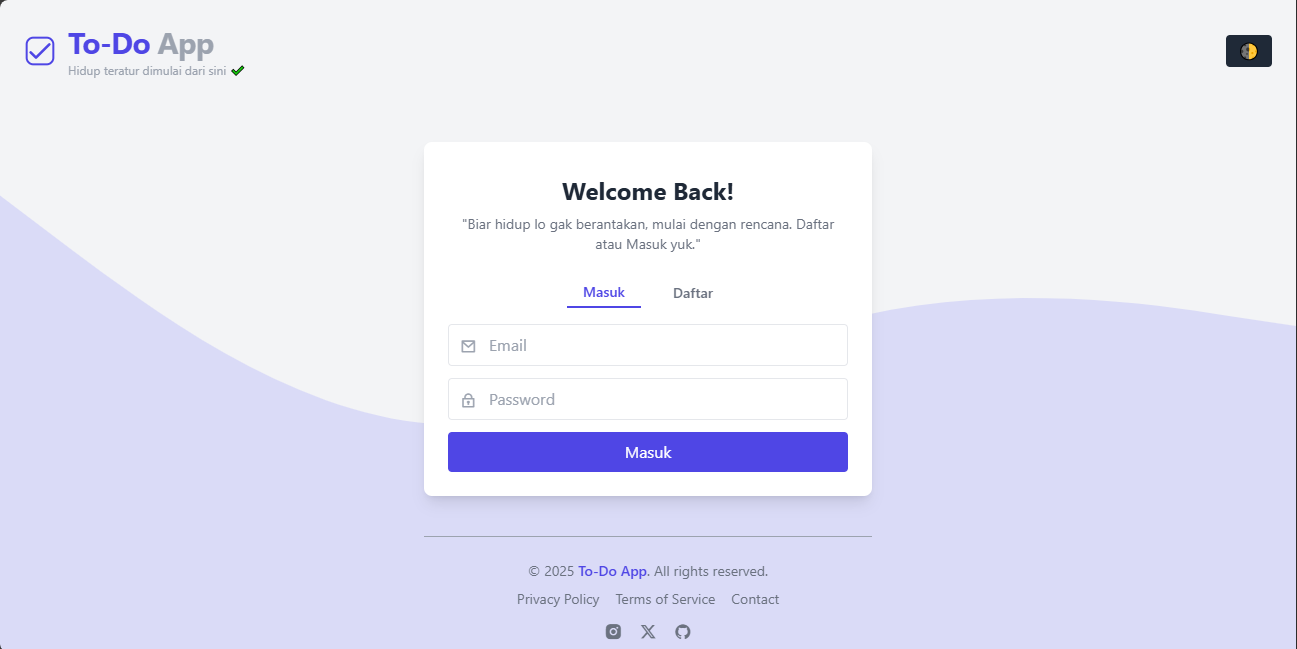 To-Do App
Hidup teratur dimulai dari sini ✔
Welcome Back!
"Biar hidup lo gak berantakan, mulai dengan rencana. Daftar
atau Masuk yuk."
Masuk Daftar
Email
Password
Masuk
© 2025 To-Do App. All rights reserved.
Privacy Policy Terms of Service Contact